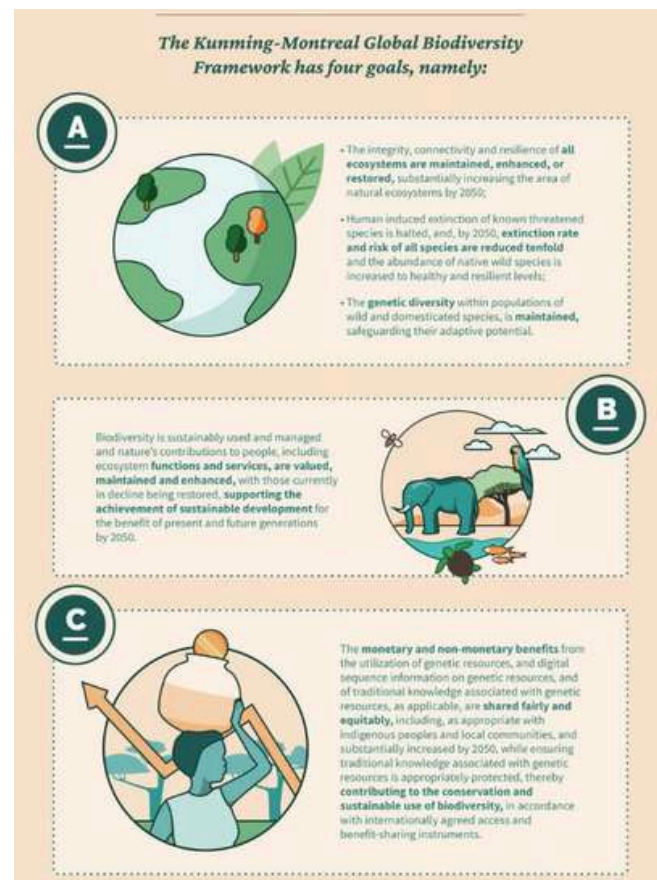 The Kunming-Montreal Global Biodiversity
Framework has four goals, namely:
A
• The integrity, connectivity and resilience of all
ecosystems are maintained, enhanced, or
restored, substantially increasing the area of
natural ecosystems by 2050;
• Human induced extinction of known threatened
species is halted, and, by 2050, extinction rate
and risk of all species are reduced tenfold
and the abundance of native wild species is
increased to healthy and resilient levels;
• The genetic diversity within populations of
wild and domesticated species, is maintained,
safeguarding their adaptive potential.
B
Biodiversity is sustainably used and managed
and nature's contributions to people, including
ecosystem functions and services, are valued,
maintained and enhanced, with those currently
in decline being restored, supporting the
achievement of sustainable development for
the benefit of present and future generations
by 2050.
C
The monetary and non-monetary benefits from
the utilization of genetic resources, and digital
sequence information on genetic resources, and
of traditional knowledge associated with genetic
resources, as applicable, are shared fairly and
equitably, including, as appropriate with
indigenous peoples and local communities, and
substantially increased by 2050, while ensuring
traditional knowledge associated with genetic
resources is appropriately protected, thereby
contributing to the conservation and
sustainable use of biodiversity, in accordance
with internationally agreed access and
benefit-sharing instruments.